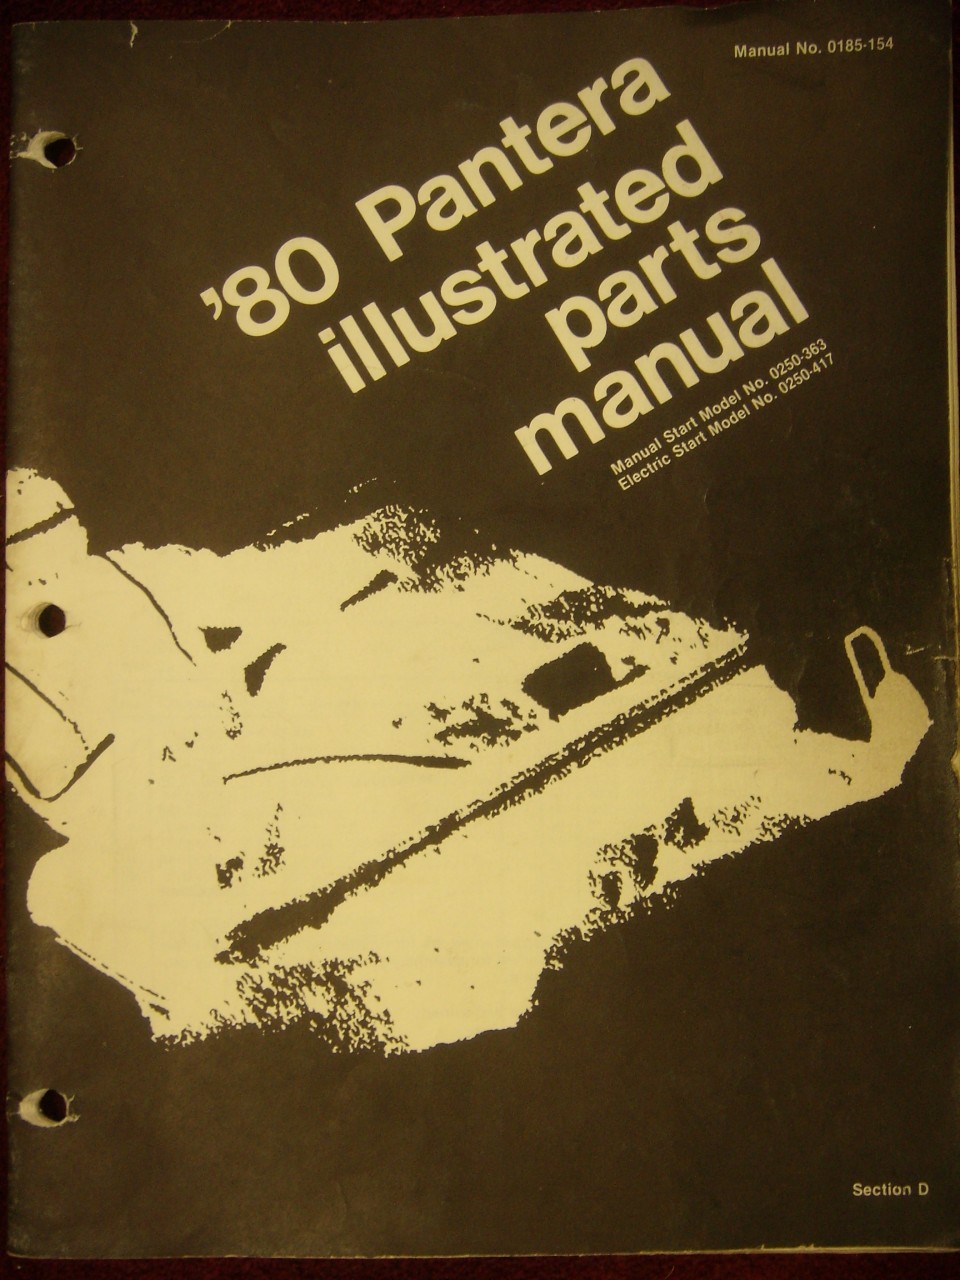 Manual No. 0185-154
'80 Pantera
illustrated
parts
manual
Manual Start Model No. 0250-363
Electric Start Model No. 0250-417
Section D